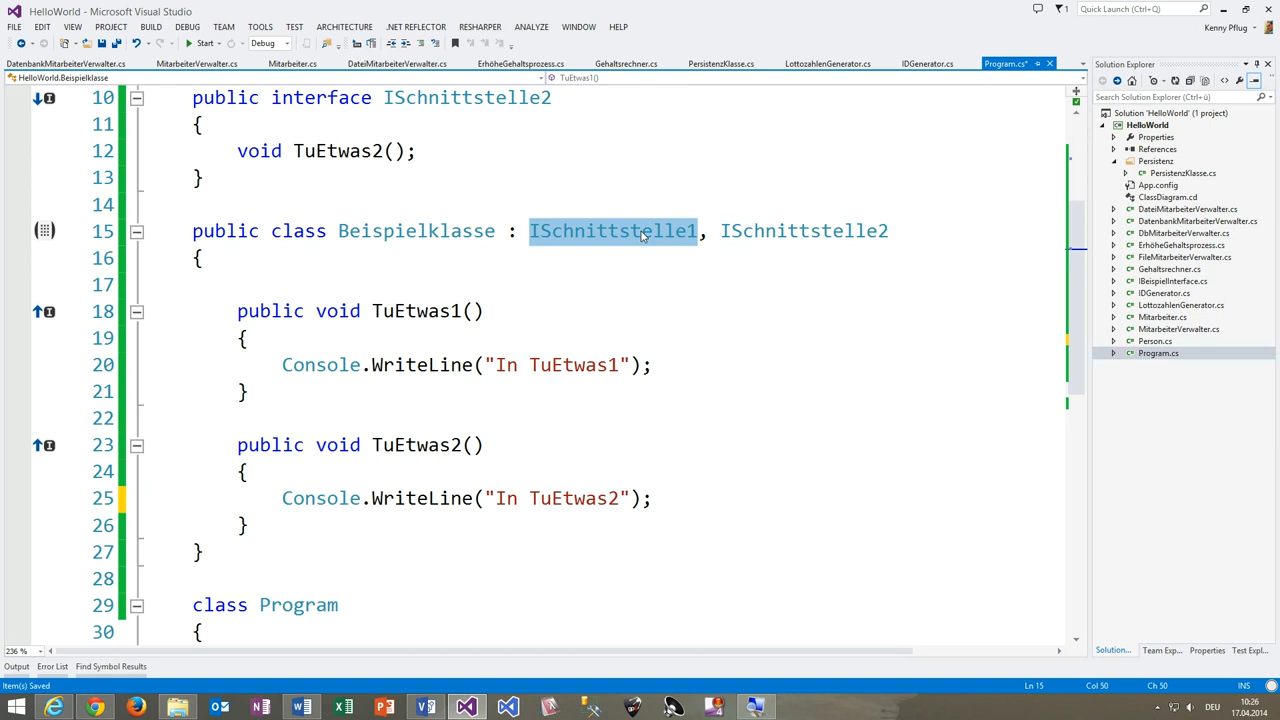 HelloWorld - Microsoft Visual Studio
1
Quick Launch (Ctrl+Q)
FILE EDIT VIEW PROJECT BUILD DEBUG TEAM TOOLS TEST ARCHITECTURE .NET REFLECTOR RESHARPER ANALYZE WINDOW HELP
Kenny Pflug
Start Debug
DatenbankMitarbeiterVerwalter.cs MitarbeiterVerwalter.cs Mitarbeiter.cs DateiMitarbeiterVerwalter.cs ErhöheGehaltsprozess.cs Gehaltsrechner.cs PersistenzKlasse.cs LottozahlenGenerator.cs IDGenerator.cs Program.cs*
HelloWorld.Beispielklasse TuEtwas1()
10 public interface ISchnittstelle2
11 {
12 void TuEtwas2();
13 }
14
15 public class Beispielklasse : ISchnittstelle1, ISchnittstelle2
16 {
17
18 public void TuEtwas1()
19 {
20 Console.WriteLine("In TuEtwas1");
21 }
22
23 public void TuEtwas2()
24 {
25 Console.WriteLine("In TuEtwas2");
26 }
27 }
28
29 class Program
30 {
236 %
Solution Explorer
Search Solution Explorer (Ctrl+ü)
Solution 'HelloWorld' (1 project)
HelloWorld
Properties
References
Persistenz
PersistenzKlasse.cs
App.config
ClassDiagram.cd
DateiMitarbeiterVerwalter.cs
DatenbankMitarbeiterVerwalter.cs
DbMitarbeiterVerwalter.cs
ErhöheGehaltsprozess.cs
FileMitarbeiterVerwalter.cs
Gehaltsrechner.cs
IBeispielInterface.cs
IDGenerator.cs
LottozahlenGenerator.cs
Mitarbeiter.cs
MitarbeiterVerwalter.cs
Person.cs
Program.cs
Solution... Team Exp... Properties Test Expl...
Output Error List Find Symbol Results
Item(s) Saved Ln 15 Col 50 Ch 50 INS
DEU 10:26
17.04.2014